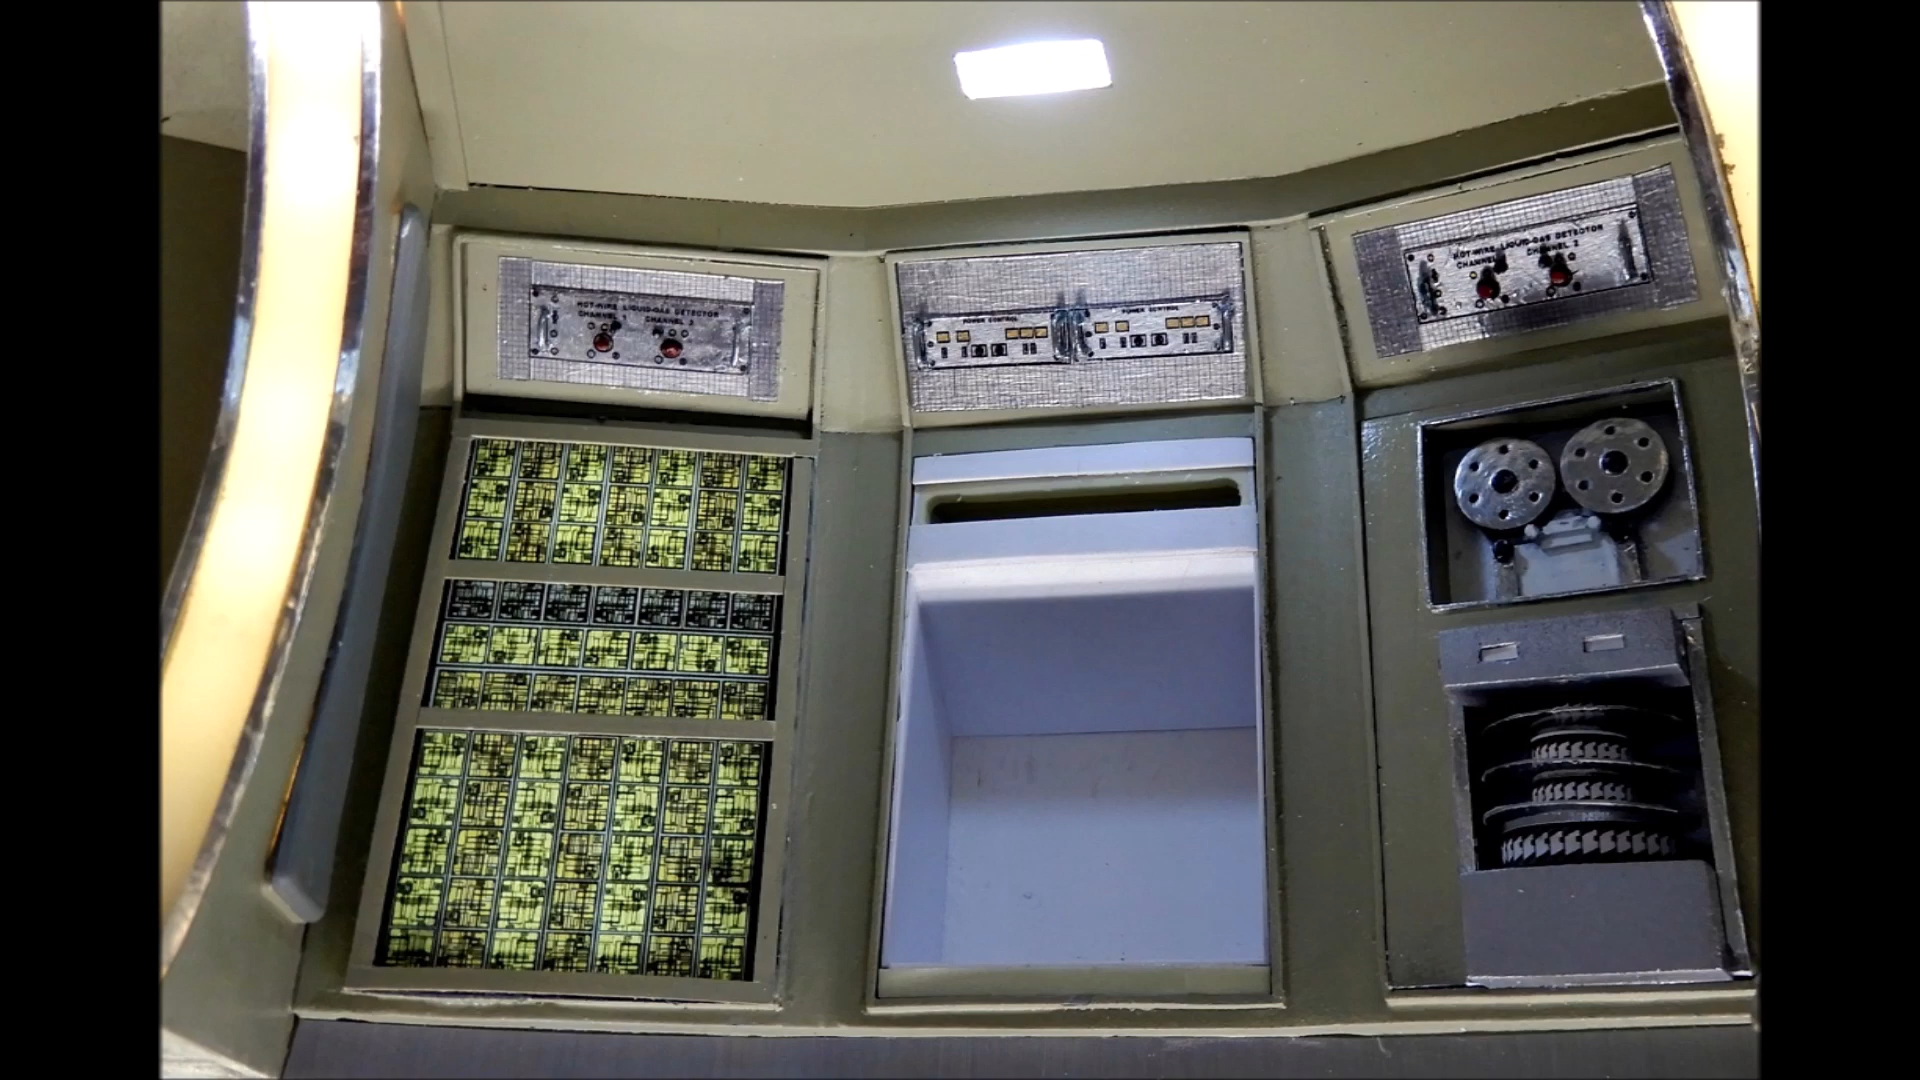 HOT-WIRE LIQUID-GAS DETECTOR
CHANNEL 1 CHANNEL 2
POWER CONTROL
POWER CONTROL
HOT-WIRE LIQUID-GAS DETECTOR
CHANNEL 1 CHANNEL 2